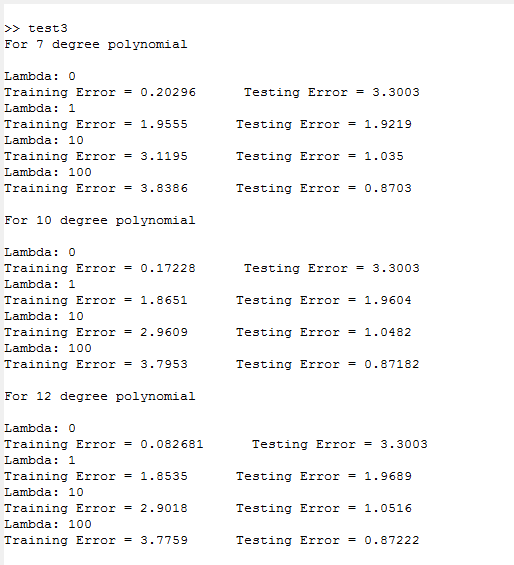 >> test3
For 7 degree polynomial
Lambda: 0
Training Error = 0.20296 Testing Error = 3.3003
Lambda: 1
Training Error = 1.9555 Testing Error = 1.9219
Lambda: 10
Training Error = 3.1195 Testing Error = 1.035
Lambda: 100
Training Error = 3.8386 Testing Error = 0.8703
For 10 degree polynomial
Lambda: 0
Training Error = 0.17228 Testing Error = 3.3003
Lambda: 1
Training Error = 1.8651 Testing Error = 1.9604
Lambda: 10
Training Error = 2.9609 Testing Error = 1.0482
Lambda: 100
Training Error = 3.7953 Testing Error = 0.87182
For 12 degree polynomial
Lambda: 0
Training Error = 0.082681 Testing Error = 3.3003
Lambda: 1
Training Error = 1.8535 Testing Error = 1.9689
Lambda: 10
Training Error = 2.9018 Testing Error = 1.0516
Lambda: 100
Training Error = 3.7759 Testing Error = 0.87222